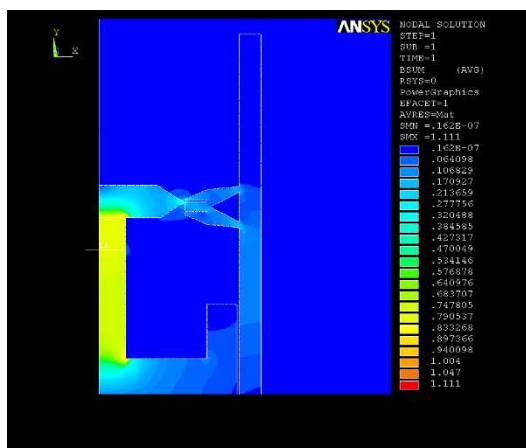 ANSYS
NODAL SOLUTION
STEP=1
SUB =1
TIME=1
BSUM (AVG)
RSYS=0
PowerGraphics
EFACET=1
AVRES=Mat
SMN =.162E-07
SMX =1.111
.162E-07
.064098
.106829
.170927
.213659
.277756
.320488
.384585
.427317
.470049
.534146
.576878
.640976
.683707
.747805
.790537
.833268
.897366
.940098
1.004
1.047
1.111
Y
X